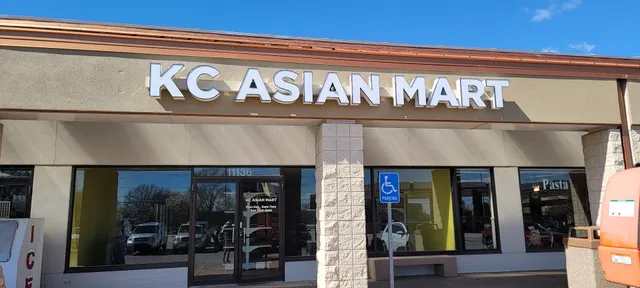 KC ASIAN MART
11136
KC ASIAN MART
Pasta
PARKING
ICE